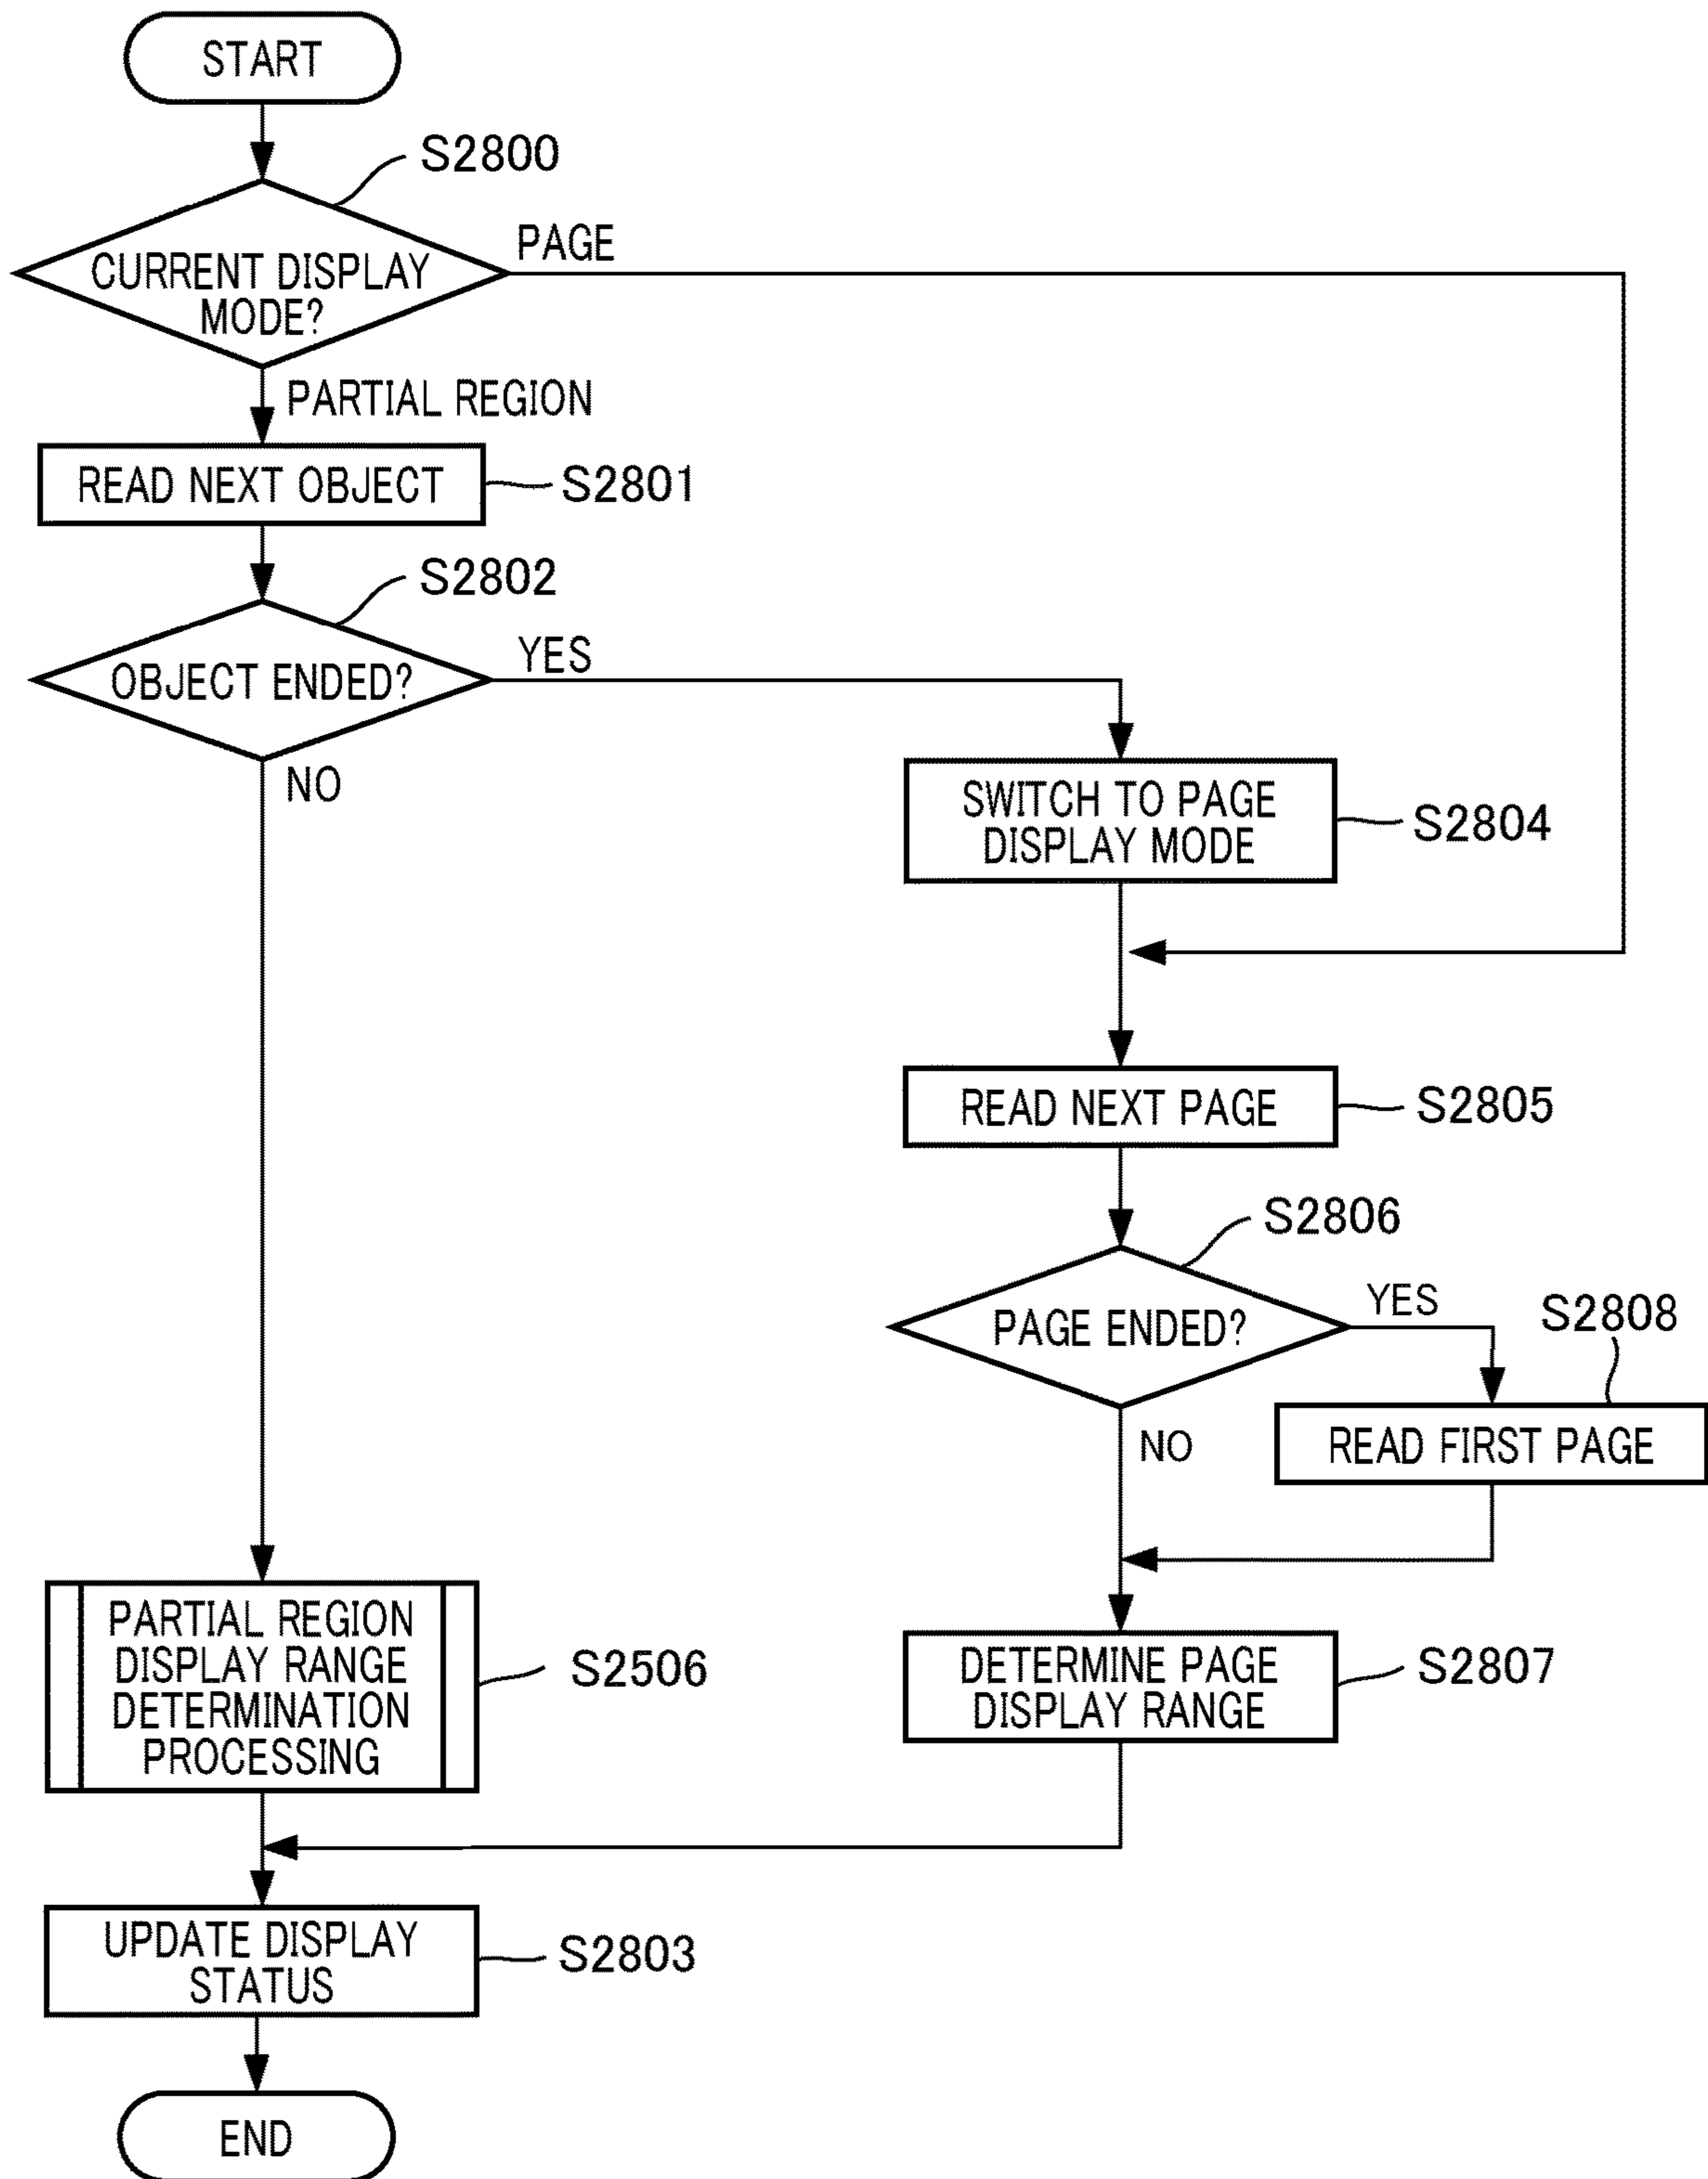 START
S2800
PAGE
CURRENT DISPLAY
MODE?
PARTIAL REGION
READ NEXT OBJECT
S2801
S2802
YES
OBJECT ENDED?
NO
SWITCH TO PAGE
DISPLAY MODE
S2804
READ NEXT PAGE
S2805
S2806
YES
S2808
PAGE ENDED?
NO
READ FIRST PAGE
PARTIAL REGION
DISPLAY RANGE
DETERMINATION
PROCESSING
S2506
DETERMINE PAGE
DISPLAY RANGE
S2807
UPDATE DISPLAY
STATUS
S2803
END